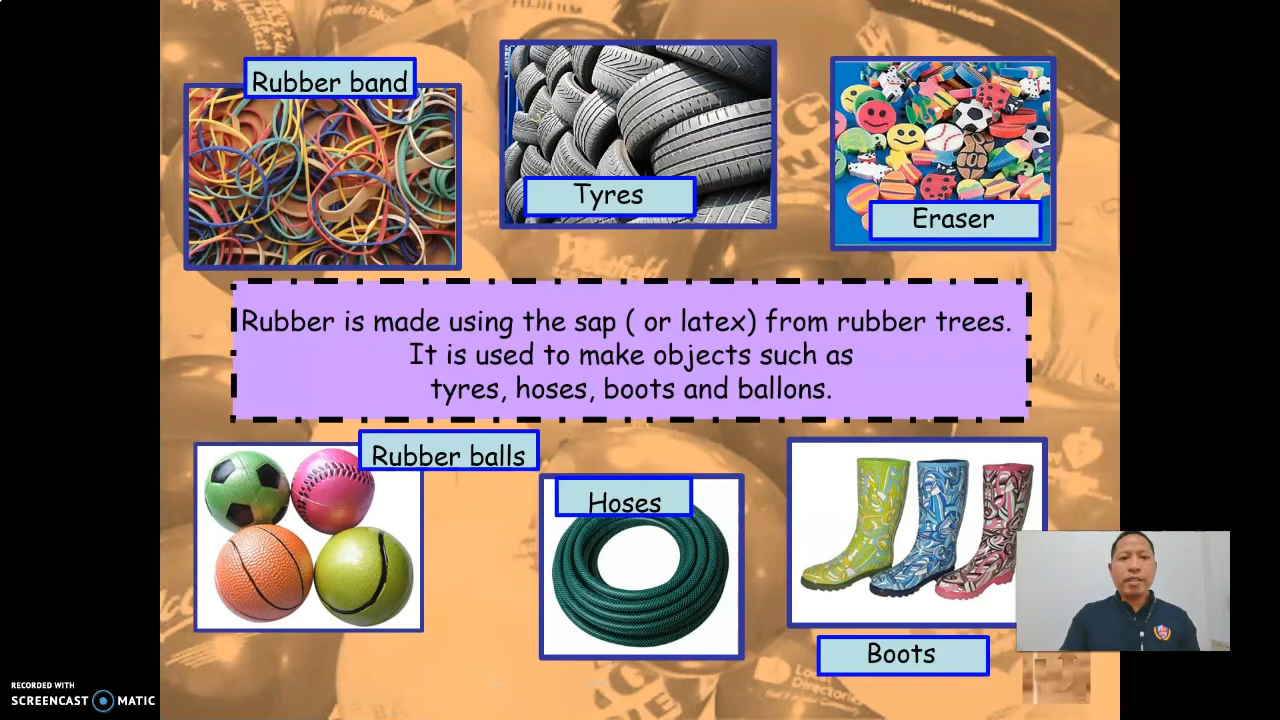 Rubber band
Tyres
Eraser
Rubber is made using the sap ( or latex) from rubber trees.
It is used to make objects such as
tyres, hoses, boots and ballons.
Rubber balls
Hoses
Boots
RECORDED WITH
SCREENCAST MATIC